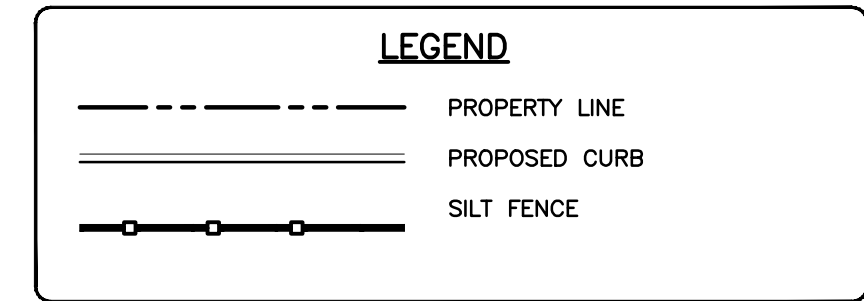 LEGEND
PROPERTY LINE
PROPOSED CURB
SILT FENCE